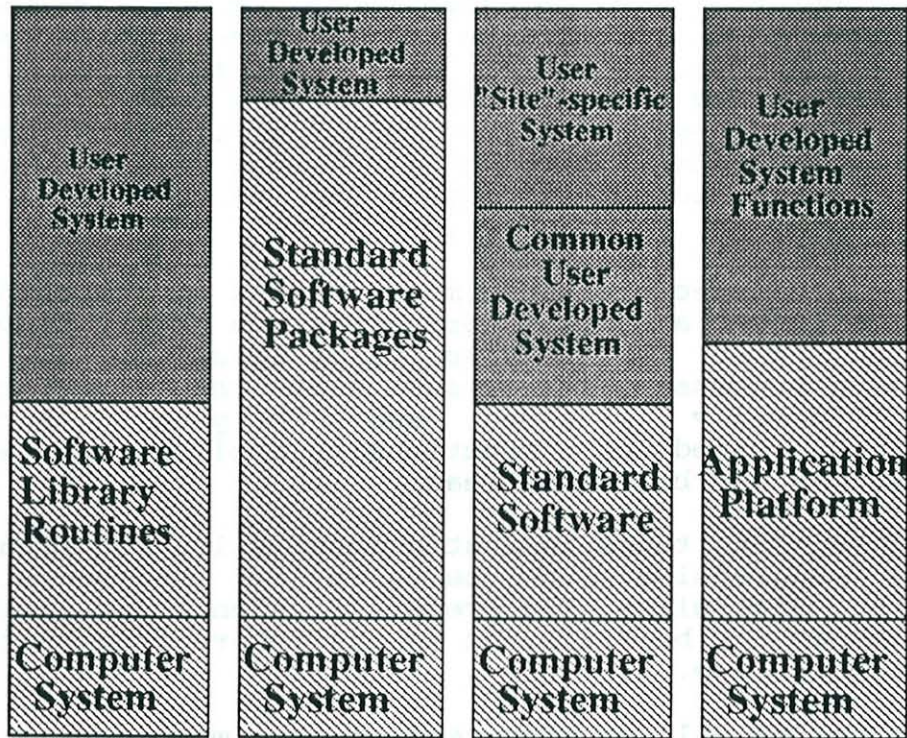 User
Developed
System
Software
Library
Routines
Computer
System
User
Developed
System
Standard
Software
Packages
Computer
System
User
"Site"-specific
System
Common
User
Developed
System
Standard
Software
Computer
System
User
Developed
System
Functions
Application
Platform
Computer
System